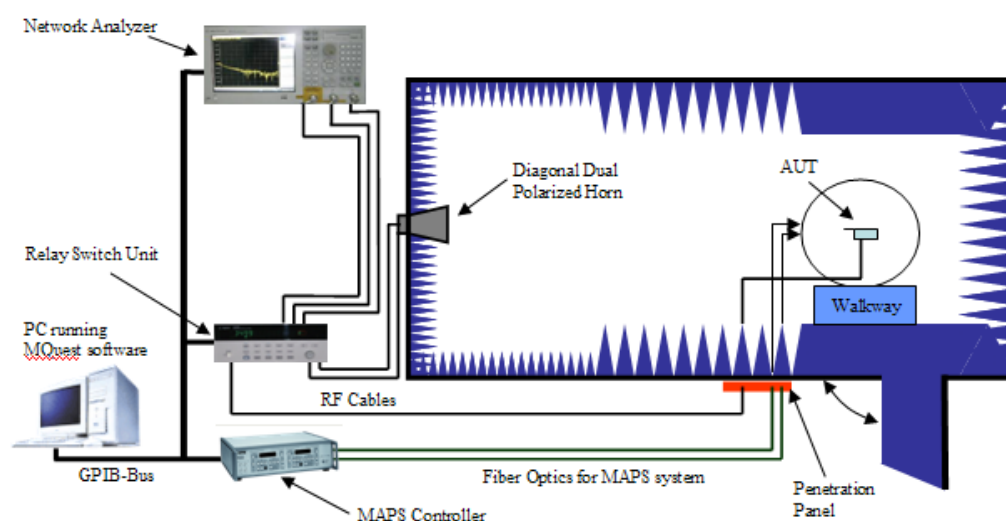 Network Analyzer
Diagonal Dual
Polarized Horn
AUT
Relay Switch Unit
Walkway
PC running
MQuest software
RF Cables
GPIB-Bus
Fiber Optics for MAPS system
Penetration
Panel
MAPS Controller